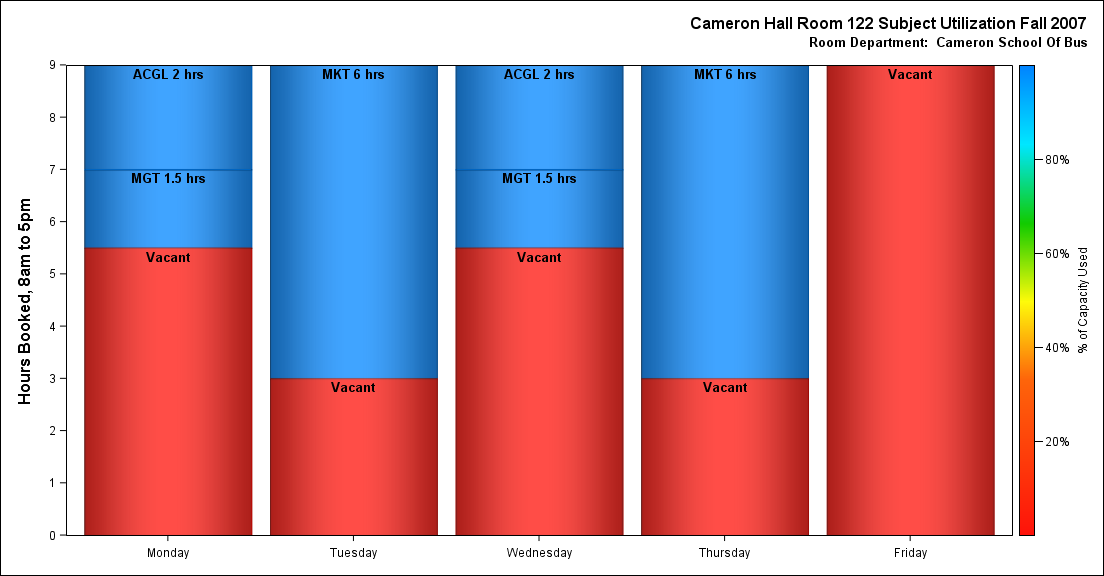 Cameron Hall Room 122 Subject Utilization Fall 2007
Room Department:  Cameron School Of Bus
Hours Booked, 8am to 5pm
9
8
7
6
5
4
3
2
1
0
ACGL 2 hrs
MGT 1.5 hrs
Vacant
MKT 6 hrs
Vacant
ACGL 2 hrs
MGT 1.5 hrs
Vacant
MKT 6 hrs
Vacant
Vacant
Monday
Tuesday
Wednesday
Thursday
Friday
80%
60%
40%
20%
% of Capacity Used